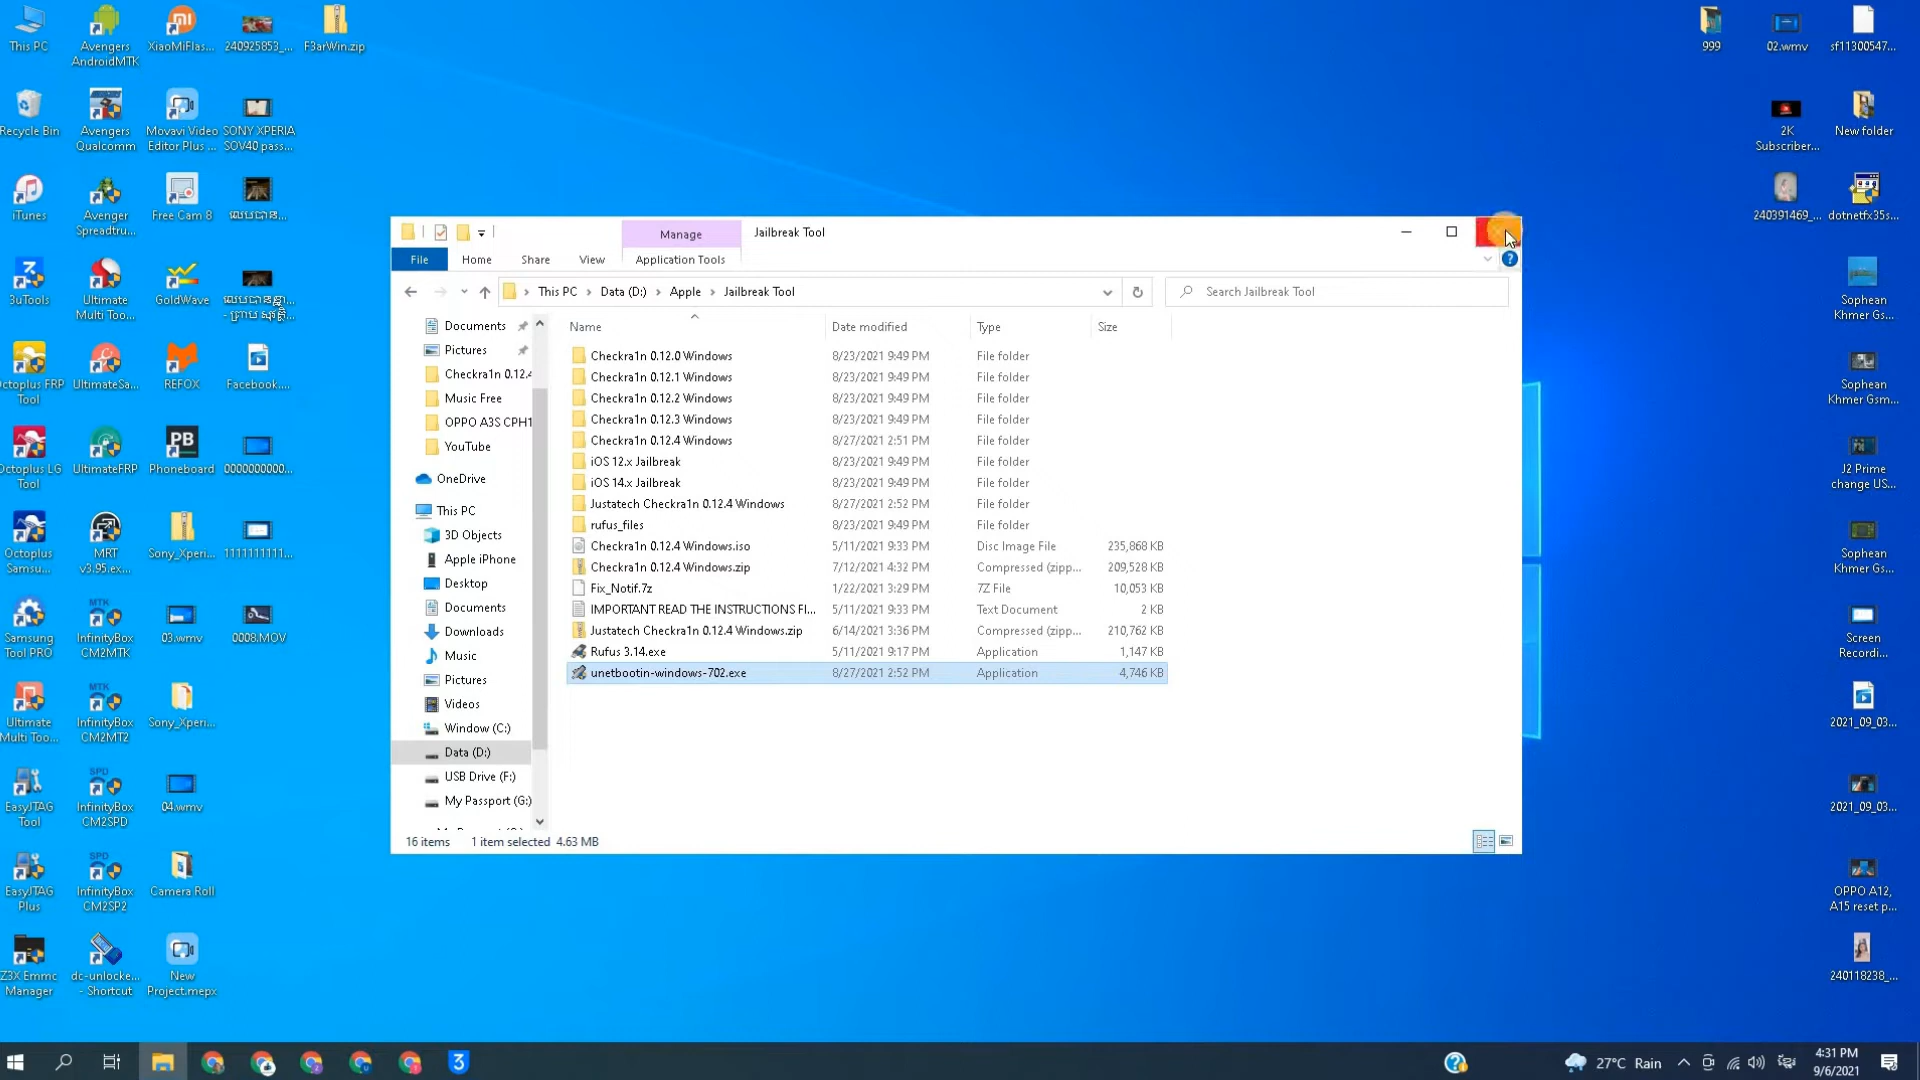 This PC
Avengers
AndroidMTK
XiaoMiFlas...
240925853_...
F3arWin.zip
999
02.wmv
sf11300547...
Recycle Bin
Avengers
Qualcomm
Movavi Video
Editor Plus ...
SONY XPERIA
SOV40 pass...
2K
Subscriber...
New folder
iTunes
Avenger
Spreadtru...
Free Cam 8
240391469_...
dotnetfx35s...
3uTools
Ultimate
Multi Too...
GoldWave
Sophean
Khmer Gs...
Octoplus FRP
Tool
UltimateSa...
REFOX
Facebook....
Sophean
Khmer Gsm...
Octoplus LG
Tool
UltimateFRP
PB
Phoneboard
0000000000...
J2 Prime
change US...
Octoplus
Samsu...
MRT
v3.95.ex...
Sony_Xperi...
1111111111...
Sophean
Khmer Gs...
Samsung
Tool PRO
MTK
InfinityBox
CM2MTK
03.wmv
0008.MOV
Screen
Recordi...
Ultimate
Multi Too...
MTK
InfinityBox
CM2MT2
Sony_Xperi...
2021_09_03...
EasyJTAG
Tool
SPD
InfinityBox
CM2SPD
04.wmv
2021_09_03...
EasyJTAG
Plus
SPD
InfinityBox
CM2SP2
Camera Roll
OPPO A12,
A15 reset p...
Z3X Emmc
Manager
dc-unlocke...
- Shortcut
New
Project.mepx
240118238_...
Manage
Jailbreak Tool
File
Home
Share
View
Application Tools
This PC > Data (D:) > Apple > Jailbreak Tool
Search Jailbreak Tool
Documents
Pictures
Checkra1n 0.12.4
Music Free
OPPO A3S CPH1
YouTube
OneDrive
This PC
3D Objects
Apple iPhone
Desktop
Documents
Downloads
Music
Pictures
Videos
Window (C:)
Data (D:)
USB Drive (F:)
My Passport (G:)
Name Date modified Type Size
Checkra1n 0.12.0 Windows 8/23/2021 9:49 PM File folder
Checkra1n 0.12.1 Windows 8/23/2021 9:49 PM File folder
Checkra1n 0.12.2 Windows 8/23/2021 9:49 PM File folder
Checkra1n 0.12.3 Windows 8/23/2021 9:49 PM File folder
Checkra1n 0.12.4 Windows 8/27/2021 2:51 PM File folder
iOS 12.x Jailbreak 8/23/2021 9:49 PM File folder
iOS 14.x Jailbreak 8/23/2021 9:49 PM File folder
Justatech Checkra1n 0.12.4 Windows 8/27/2021 2:52 PM File folder
rufus_files 8/23/2021 9:49 PM File folder
Checkra1n 0.12.4 Windows.iso 5/11/2021 9:33 PM Disc Image File 235,868 KB
Checkra1n 0.12.4 Windows.zip 7/12/2021 4:32 PM Compressed (zipp... 209,528 KB
Fix_Notif.7z 1/22/2021 3:29 PM 7Z File 10,053 KB
IMPORTANT READ THE INSTRUCTIONS FI... 5/11/2021 9:33 PM Text Document 2 KB
Justatech Checkra1n 0.12.4 Windows.zip 6/14/2021 3:36 PM Compressed (zipp... 210,762 KB
Rufus 3.14.exe 5/11/2021 9:17 PM Application 1,147 KB
unetbootin-windows-702.exe 8/27/2021 2:52 PM Application 4,746 KB
16 items 1 item selected 4.63 MB
27°C Rain
4:31 PM
9/6/2021